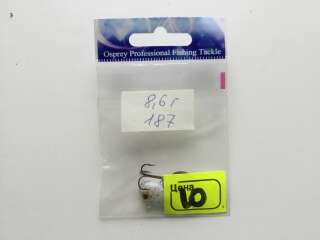 Osprey Professional Fishing Tackle
8,6 г
187
Цена
10